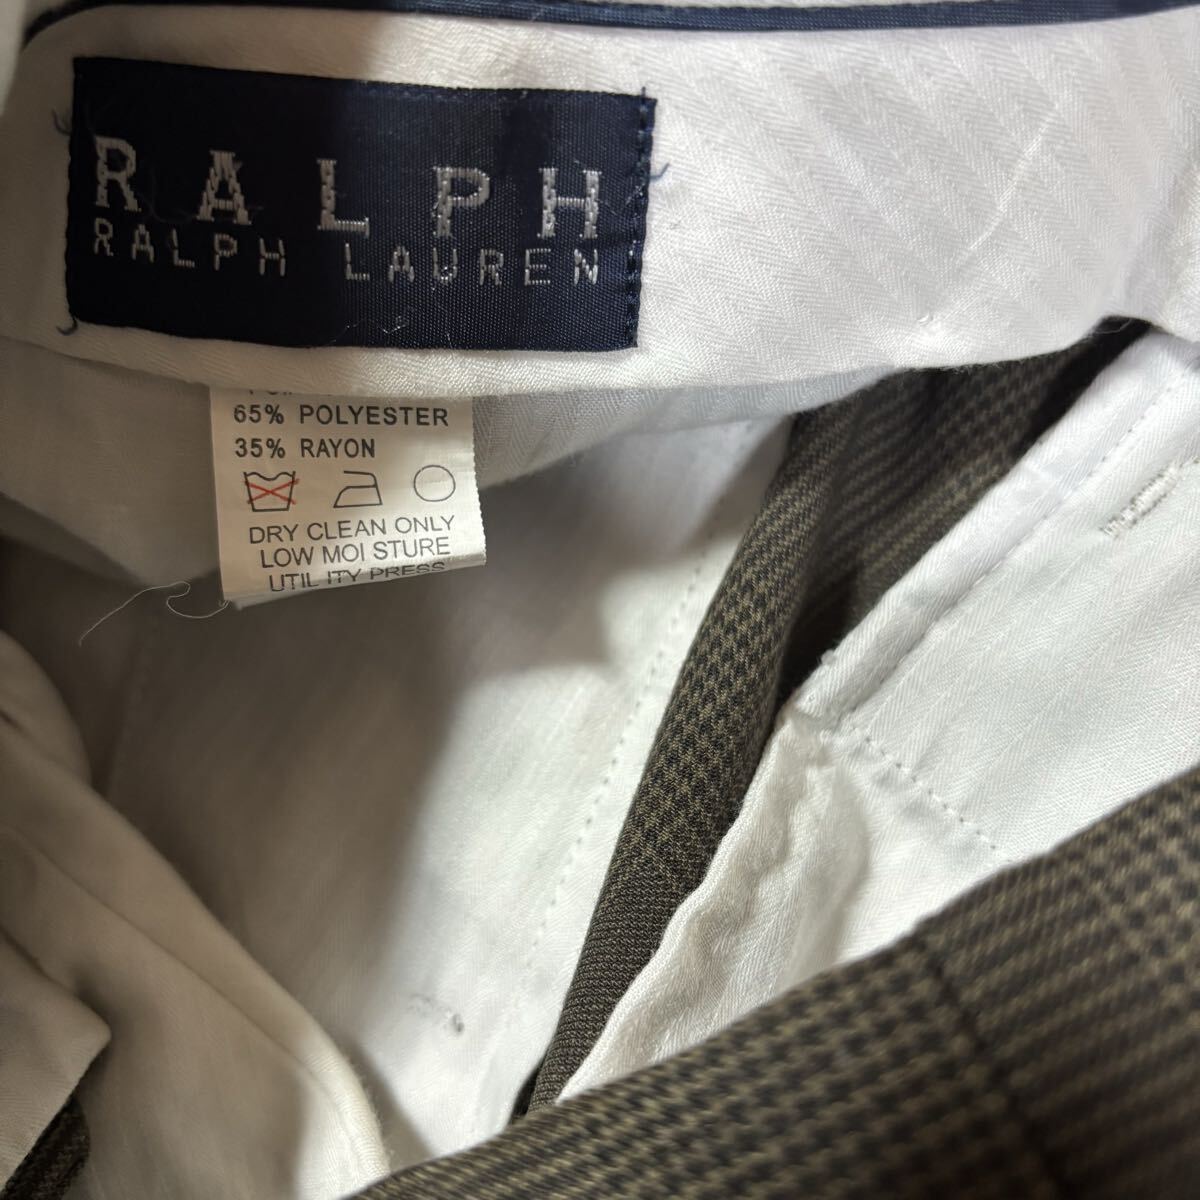 RALPH
RALPH LAUREN
65% POLYESTER
35% RAYON
DRY CLEAN ONLY
LOW MOI STURE
UTIL ITY PRESS